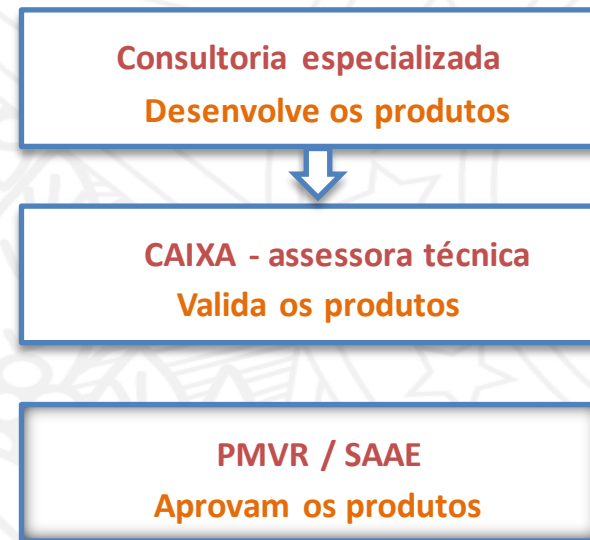 Consultoria especializada
Desenvolve os produtos
CAIXA - assessora técnica
Valida os produtos
PMVR / SAAE
Aprovam os produtos